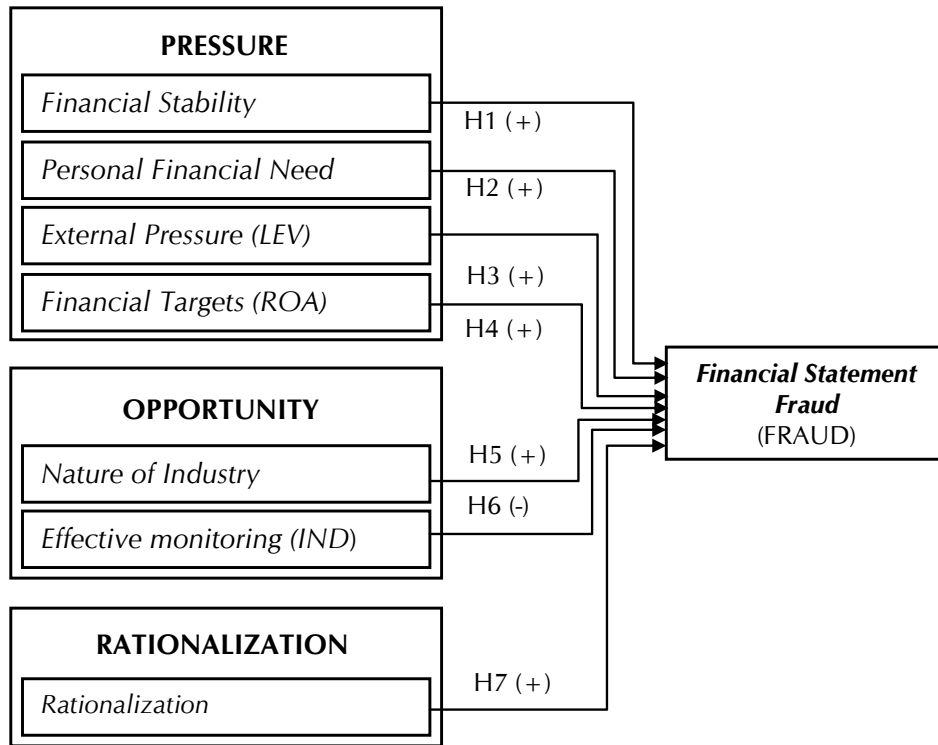 PRESSURE
Financial Stability
H1 (+)
Personal Financial Need
H2 (+)
External Pressure (LEV)
H3 (+)
Financial Targets (ROA)
H4 (+)
OPPORTUNITY
Nature of Industry
H5 (+)
H6 (-)
Effective monitoring (IND)
RATIONALIZATION
Rationalization
H7 (+)
Financial Statement
Fraud
(FRAUD)